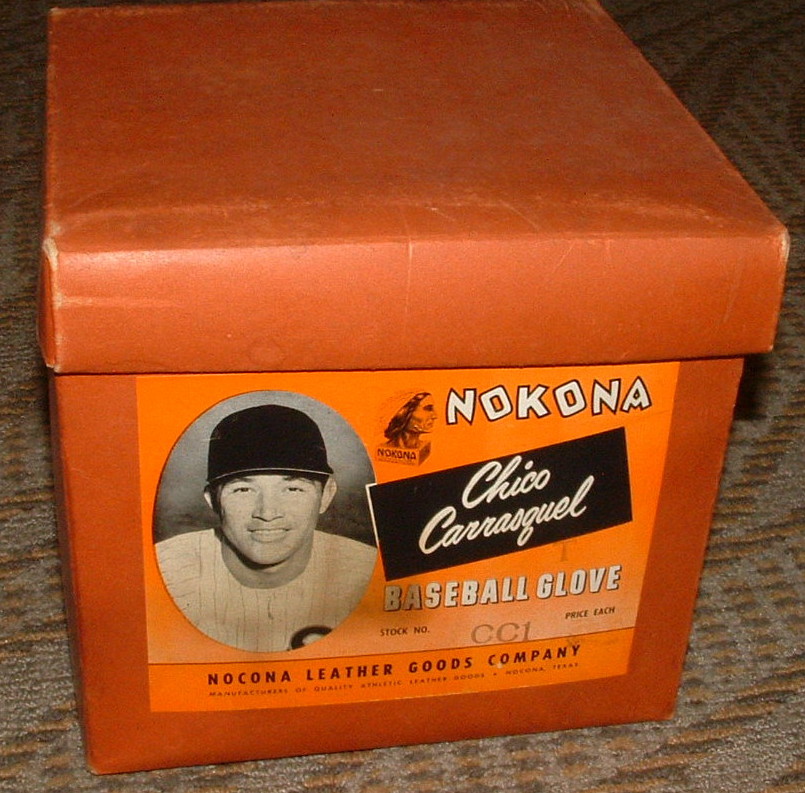 NOKONA
NOKONA
Chico
Carrasquel
T
BASEBALL GLOVE
STOCK NO. CC1 PRICE EACH
NOCONA LEATHER GOODS COMPANY
MANUFACTURERS OF QUALITY ATHLETIC LEATHER GOODS • NOCONA, TEXAS